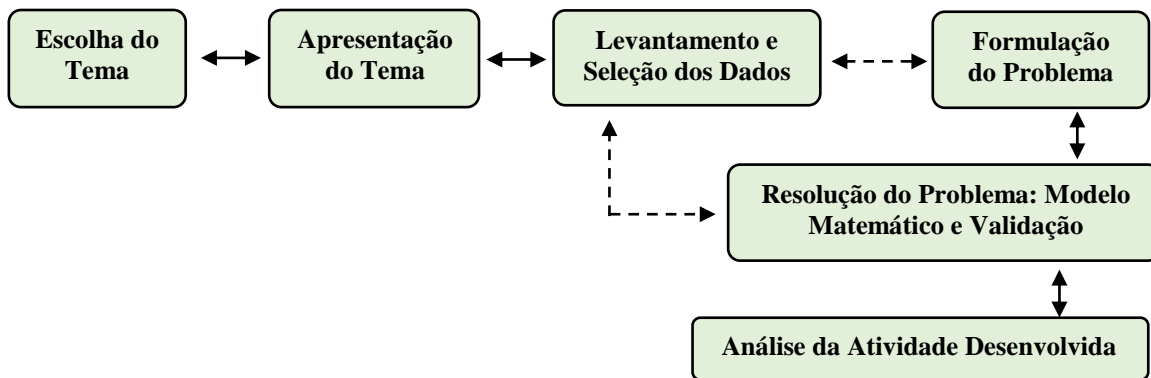 Escolha do
Tema
Apresentação
do Tema
Levantamento e
Seleção dos Dados
Formulação
do Problema
Resolução do Problema: Modelo
Matemático e Validação
Análise da Atividade Desenvolvida